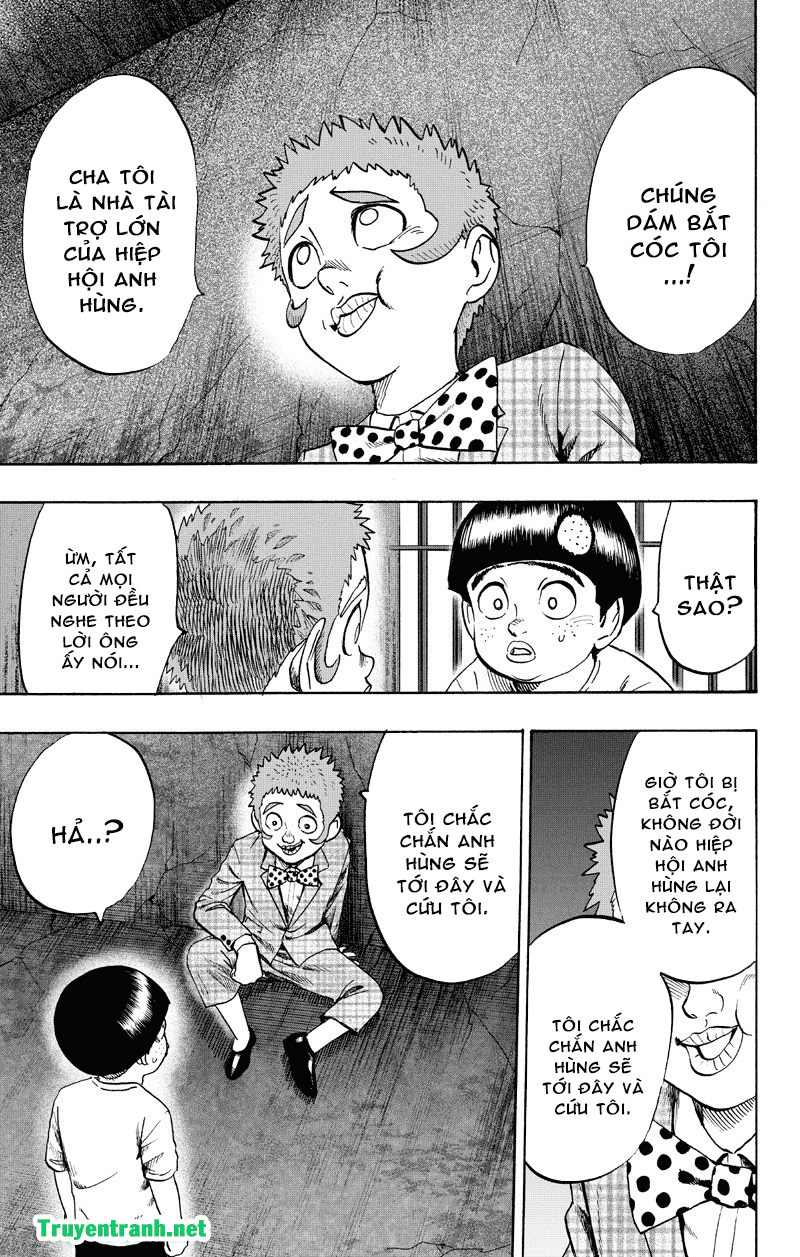 CHÚNG
DÁM BẮT
CÓC TÔI
...!
CHA TÔI
LÀ NHÀ TÀI
TRỢ LỚN
CỦA HIỆP
HỘI ANH
HÙNG.
THẬT
SAO?
ỪM, TẤT
CẢ MỌI
NGƯỜI ĐỀU
NGHE THEO
LỜI ÔNG
ẤY NÓI...
GIỜ TÔI BỊ
BẮT CÓC,
KHÔNG ĐỜI
NÀO HIỆP
HỘI ANH
HÙNG LẠI
KHÔNG RA
TAY.
TÔI CHẮC
CHẮN ANH
HÙNG SẼ
TỚI ĐÂY VÀ
CỨU TÔI.
TÔI CHẮC
CHẮN ANH
HÙNG SẼ
TỚI ĐÂY VÀ
CỨU TÔI.
HẢ..?
Truyentranh.net